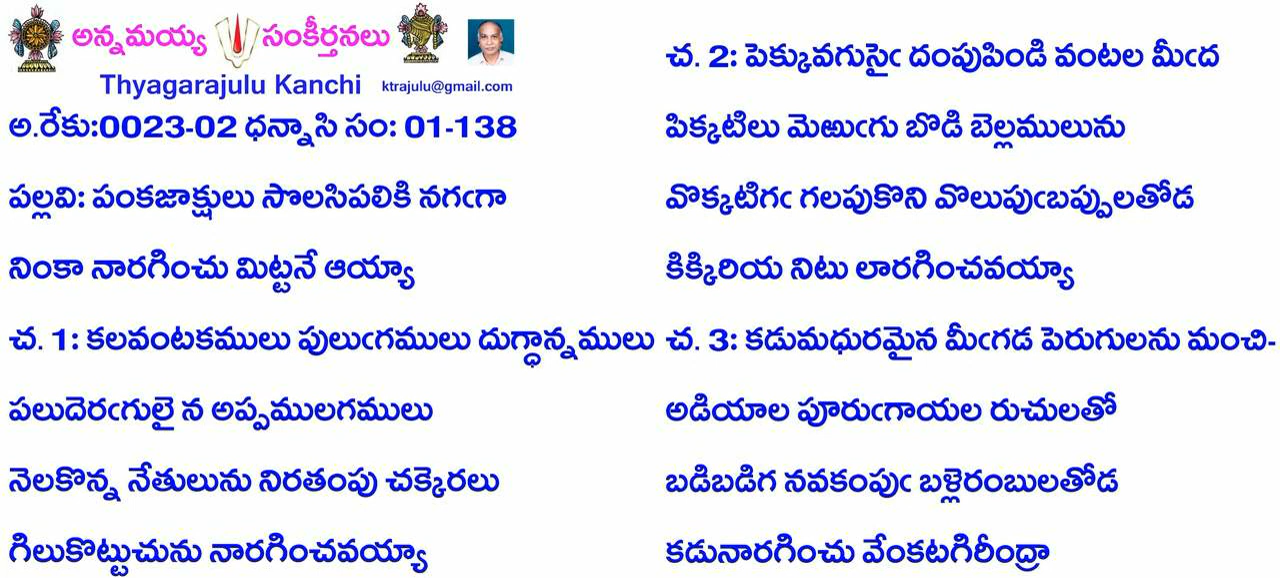 అన్నమయ్య సంకీర్తనలు
Thyagarajulu Kanchi ktrajulu@gmail.com
అ.రేకు:0023-02 ధన్నాసి సం: 01-138
పల్లవి: పంకజాక్షులు సొలసిపలికి నగఁగా
నింకా నారగించు మిట్టనే ఆయ్యా
చ. 1: కలవంటకములు పులుఁగములు దుగ్ధాన్నములు
పలుదెరఁగులై న అప్పములగములు
నెలకొన్న నేతులును నిరతంపు చక్కెరలు
గిలుకొట్టుచును నారగించవయ్యా
చ. 2: పెక్కువగుసైఁ దంపుపిండి వంటల మీఁద
పిక్కటిలు మెఱుఁగు బొడి బెల్లములును
వొక్కటిగఁ గలపుకొని వొలుపుఁబప్పులతోడ
కిక్కిరియ నిటు లారగించవయ్యా
చ. 3: కడుమధురమైన మీఁగడ పెరుగులను మంచి-
అడియాల పూరుఁగాయల రుచులతో
బడిబడిగ నవకంపుఁ బళ్లెరంబులతోడ
కడునారగించు వేంకటగిరీంద్రా